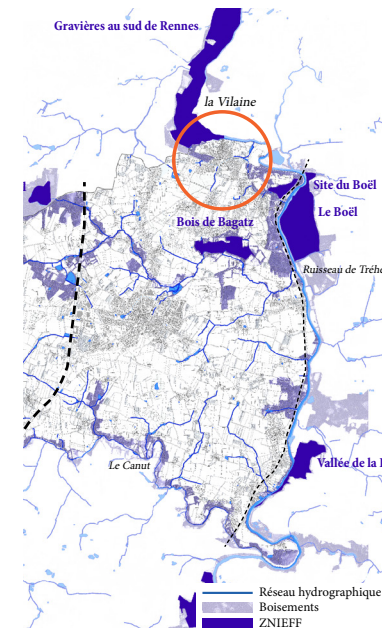 Gravières au sud de Rennes
la Vilaine
Site du Boël
Le Boël
Bois de Bagatz
Ruisseau de Tréhe
Le Canut
Vallée de la
Réseau hydrographique
Boisements
ZNIEFF